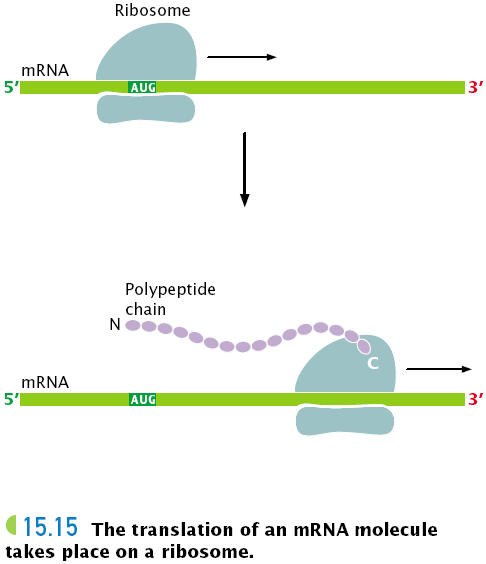 Ribosome
mRNA
5’ AUG 3’
Polypeptide
chain
N
C
mRNA
5’ AUG 3’
15.15 The translation of an mRNA molecule
takes place on a ribosome.